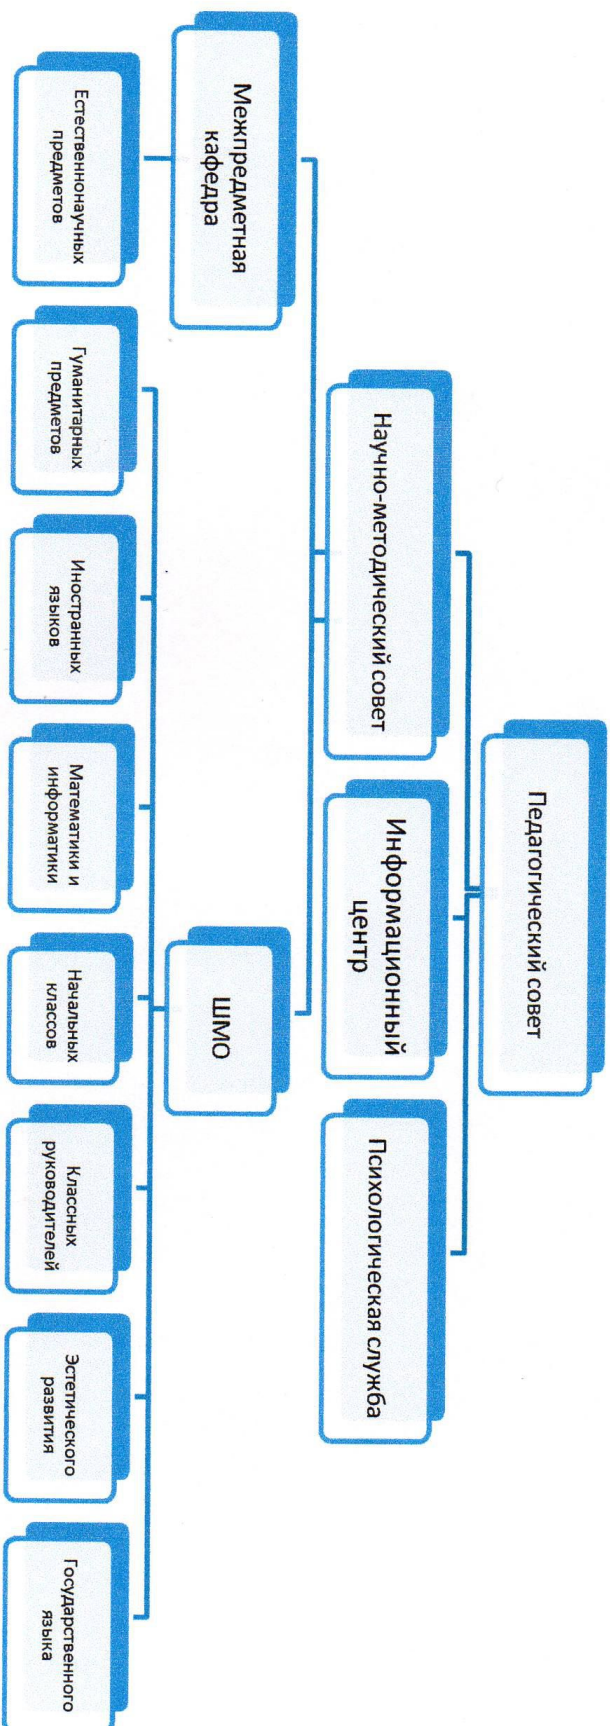 Педагогический совет
Научно-методический совет
Информационный
центр
Психологическая служба
Межпредметная
кафедра
ШМО
Естественнонаучных
предметов
Гуманитарных
предметов
Иностранных
языков
Математики и
информатики
Начальных
классов
Классных
руководителей
Эстетического
развития
Государственного
языка